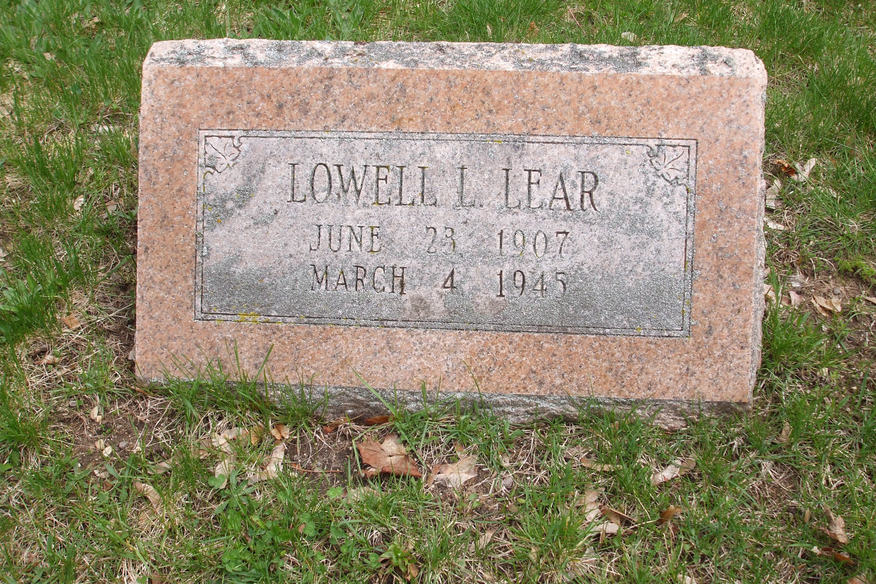 LOWELL L. LEAR
JUNE 23 1907
MARCH 4 1945